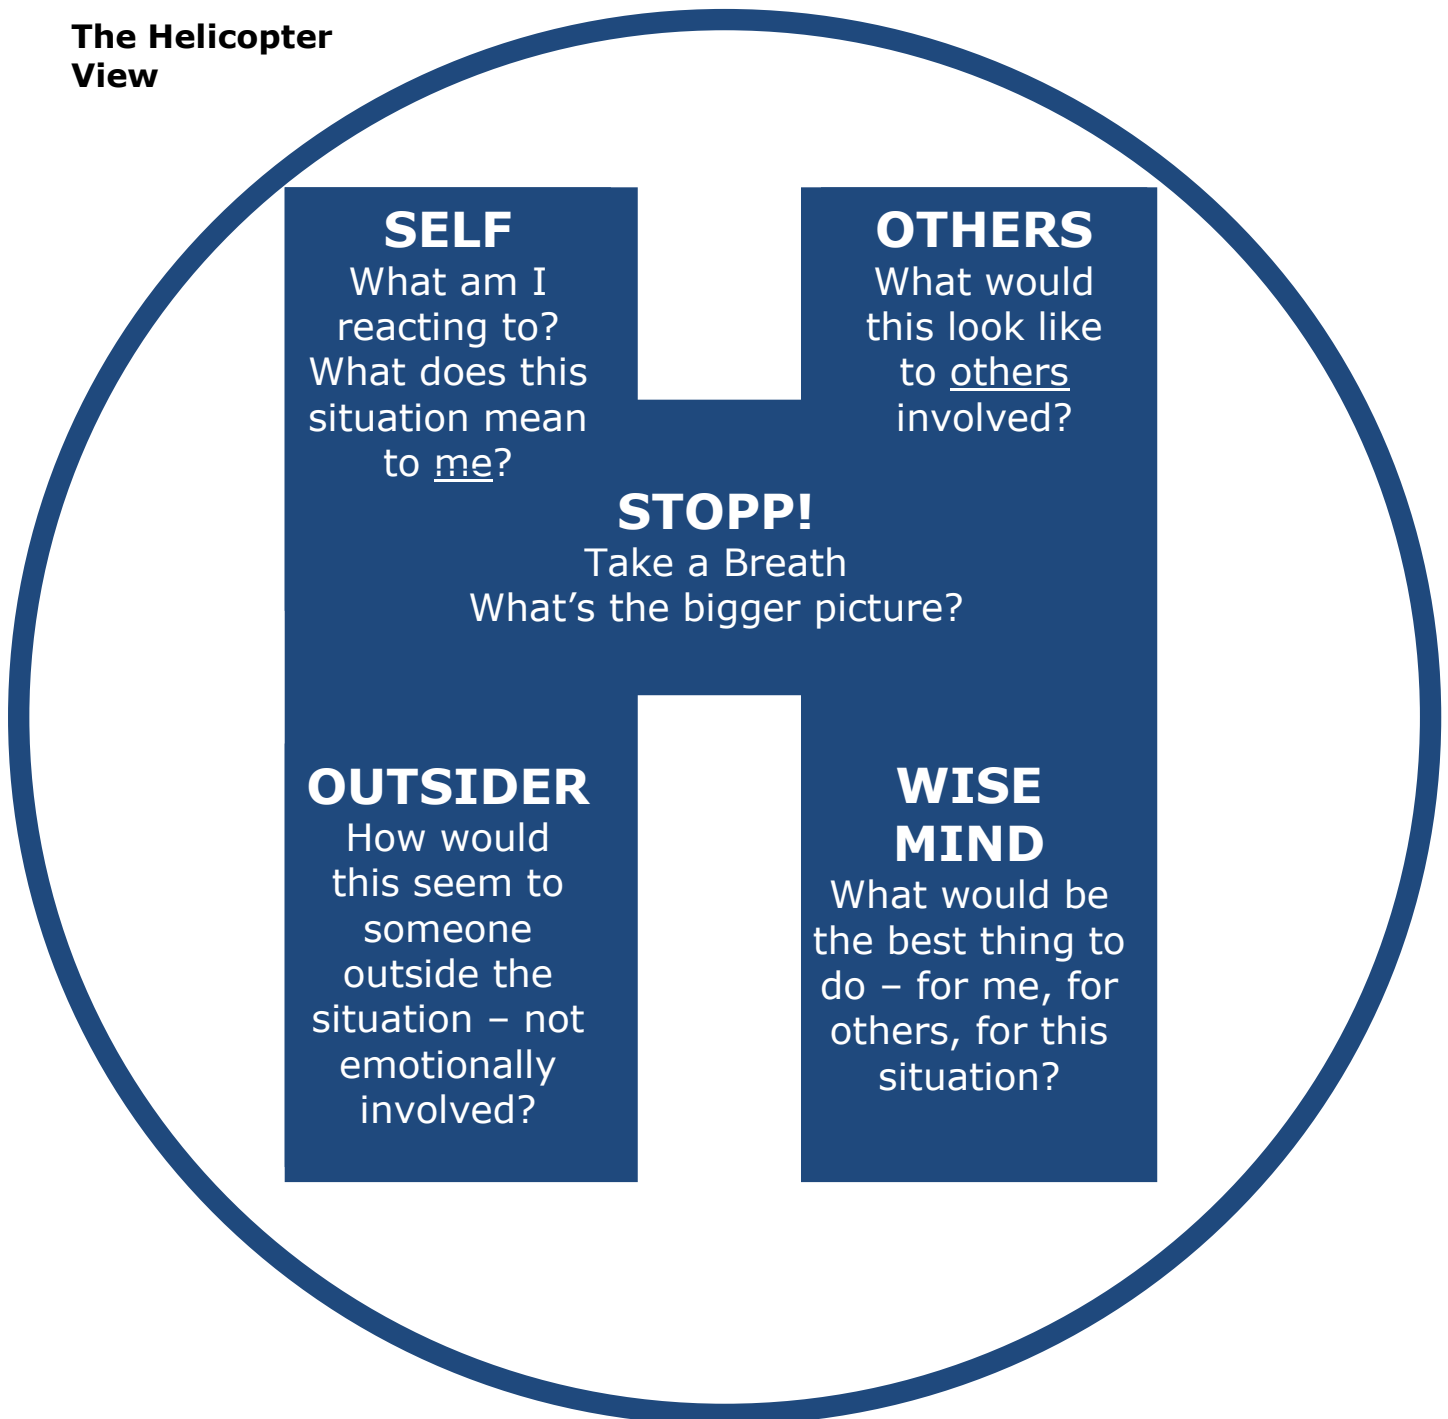 The Helicopter
View
SELF
What am I
reacting to?
What does this
situation mean
to me?
OTHERS
What would
this look like
to others
involved?
STOPP!
Take a Breath
What’s the bigger picture?
OUTSIDER
How would
this seem to
someone
outside the
situation – not
emotionally
involved?
WISE
MIND
What would be
the best thing to
do – for me, for
others, for this
situation?